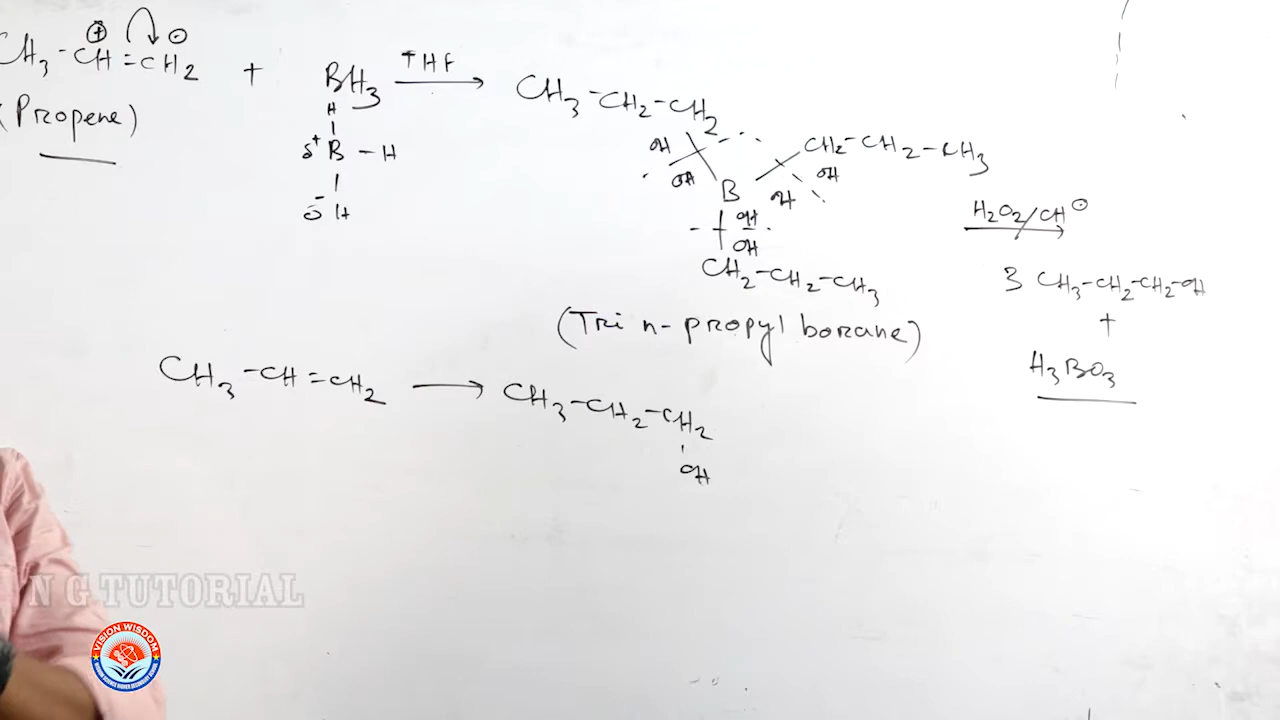 ⊕ ⊖
CH3-CH=CH2 + BH3 THF → CH3-CH2-CH2
(Propene)
H
δ+ B-H
δ- H
OH
OH
B
CH2-CH2-CH3
OH
OH
OH
OH
CH2-CH2-CH3
(Tri n-propyl borane)
H2O2/OH⊖
3 CH3-CH2-CH2-OH
+
H3BO3
CH3-CH=CH2 → CH3-CH2-CH2
OH
N G TUTORIAL
VISION WISDOM